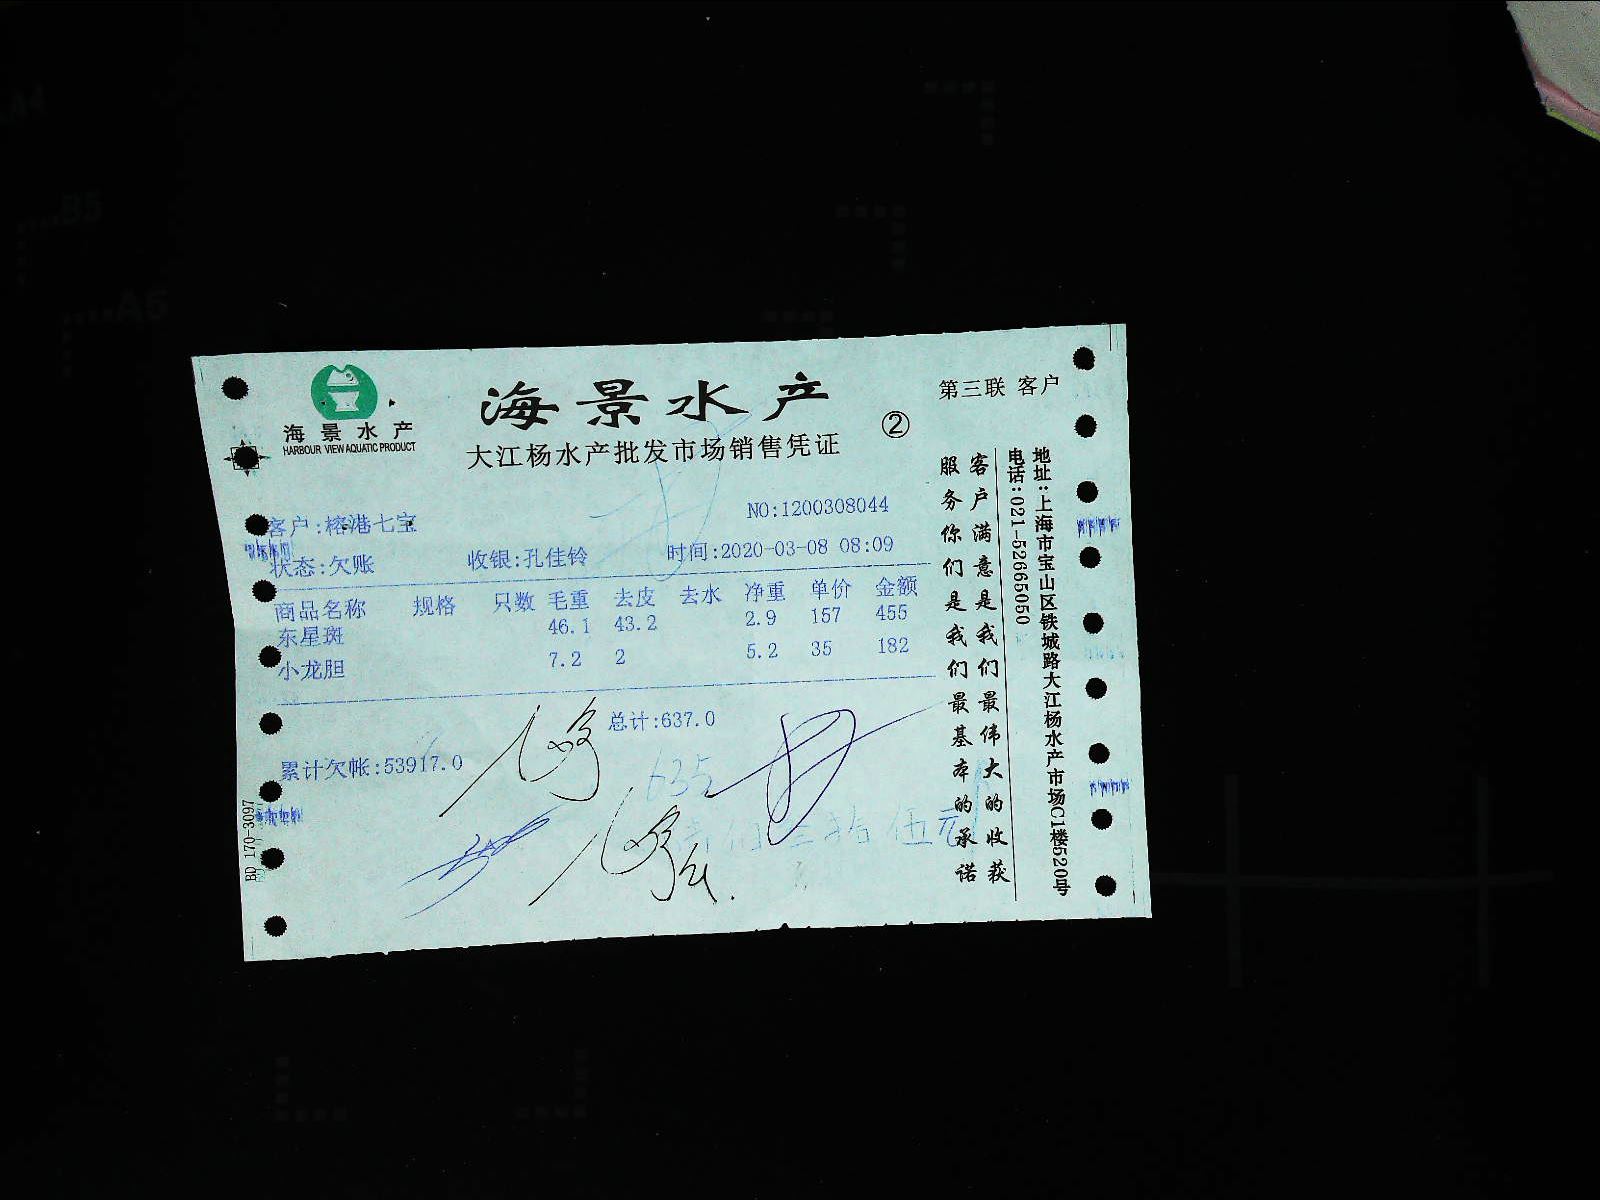 海景水产
HARBOUR VIEW AQUATIC PRODUCT
海景水产
大江杨水产批发市场销售凭证
②
第三联 客户
NO:1200308044
客户:榕港七宝
状态:欠账 收银:孔佳铃 时间:2020-03-08 08:09
商品名称 规格 只数 毛重 去皮 去水 净重 单价 金额
东星斑 46.1 43.2 2.9 157 455
小龙胆 7.2 2 5.2 35 182
总计:637.0
累计欠帐:53917.0
635
伍元
客户满意是我们最伟大的收获
服务你们是我们最基本的承诺
地址:上海市宝山区铁城路大江杨水产市场C1楼520号
电话:021-52665050
BD 170-3097
A5
B5